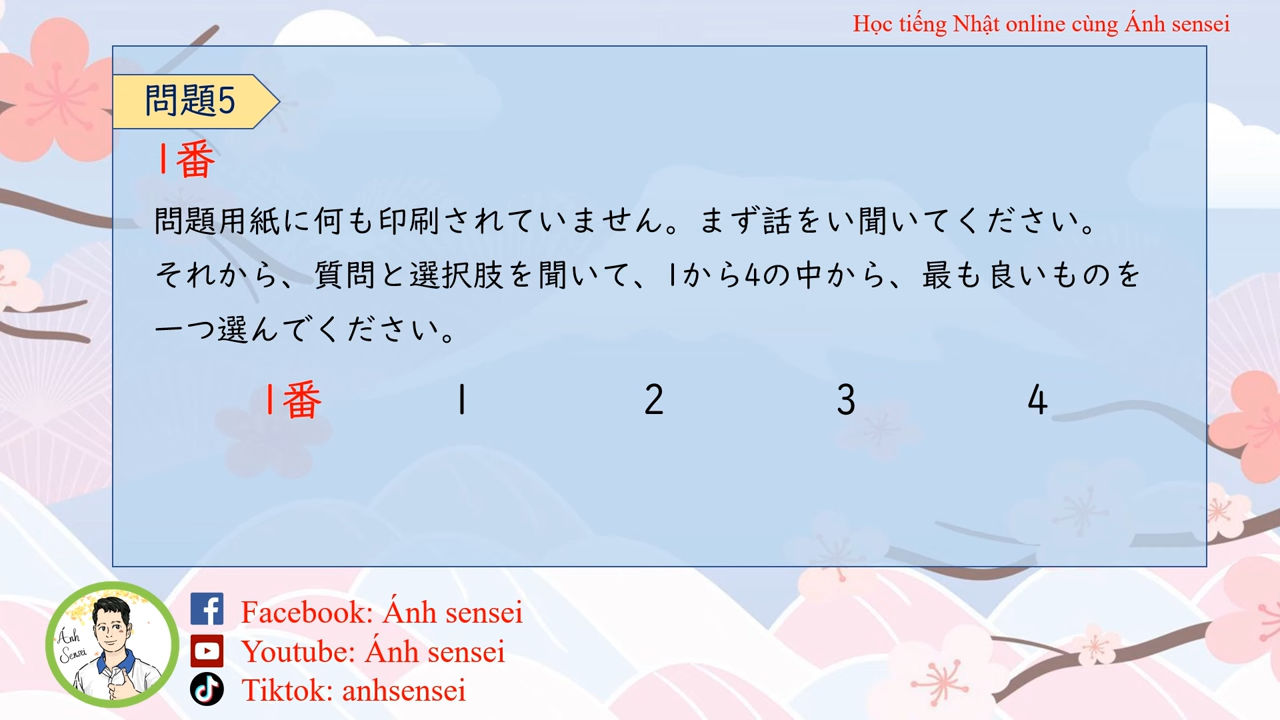 Học tiếng Nhật online cùng Ánh sensei
問題5
1番
問題用紙に何も印刷されていません。まず話をい聞いてください。
それから、質問と選択肢を聞いて、1から4の中から、最も良いものを
一つ選んでください。
1番 1 2 3 4
Ánh
Sensei
Facebook: Ánh sensei
Youtube: Ánh sensei
Tiktok: anhsensei